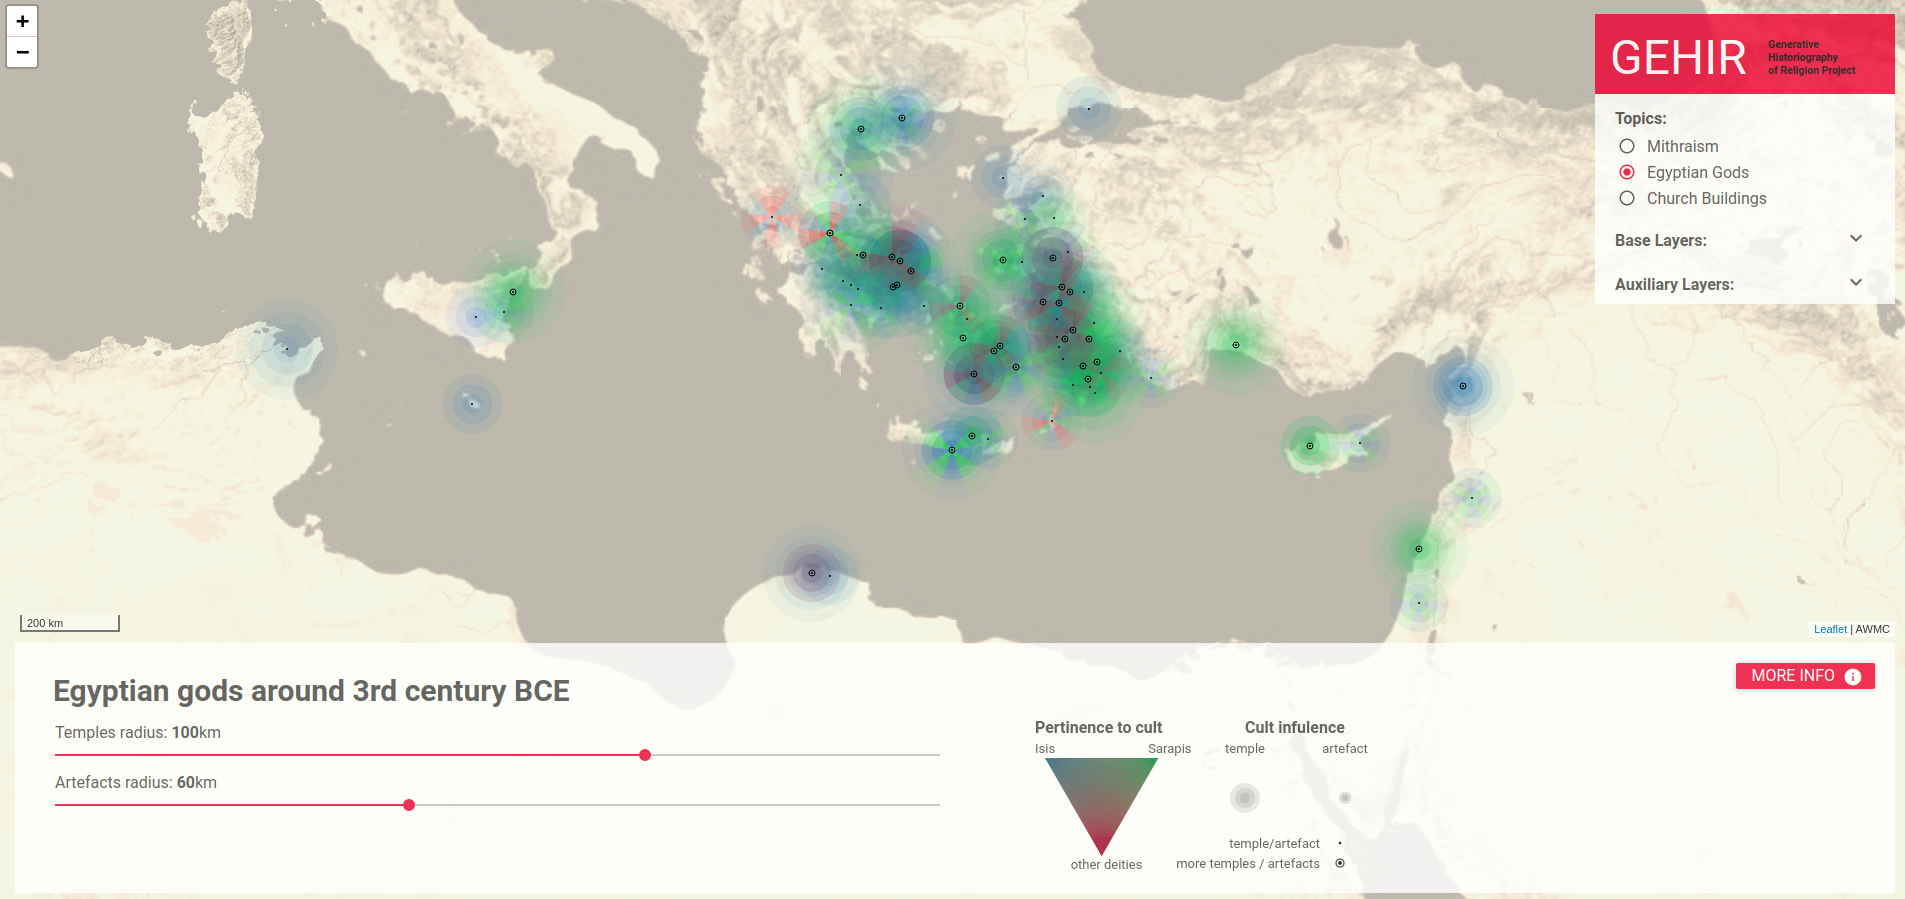 +
−
GEHIR
Generative
Historiography
of Religion Project
Topics:
Mithraism
Egyptian Gods
Church Buildings
Base Layers:
Auxiliary Layers:
200 km
Leaflet | AWMC
Egyptian gods around 3rd century BCE
MORE INFO i
Temples radius: 100km
Artefacts radius: 60km
Pertinence to cult
Isis
Sarapis
other deities
Cult infulence
temple
artefact
temple/artefact
more temples / artefacts